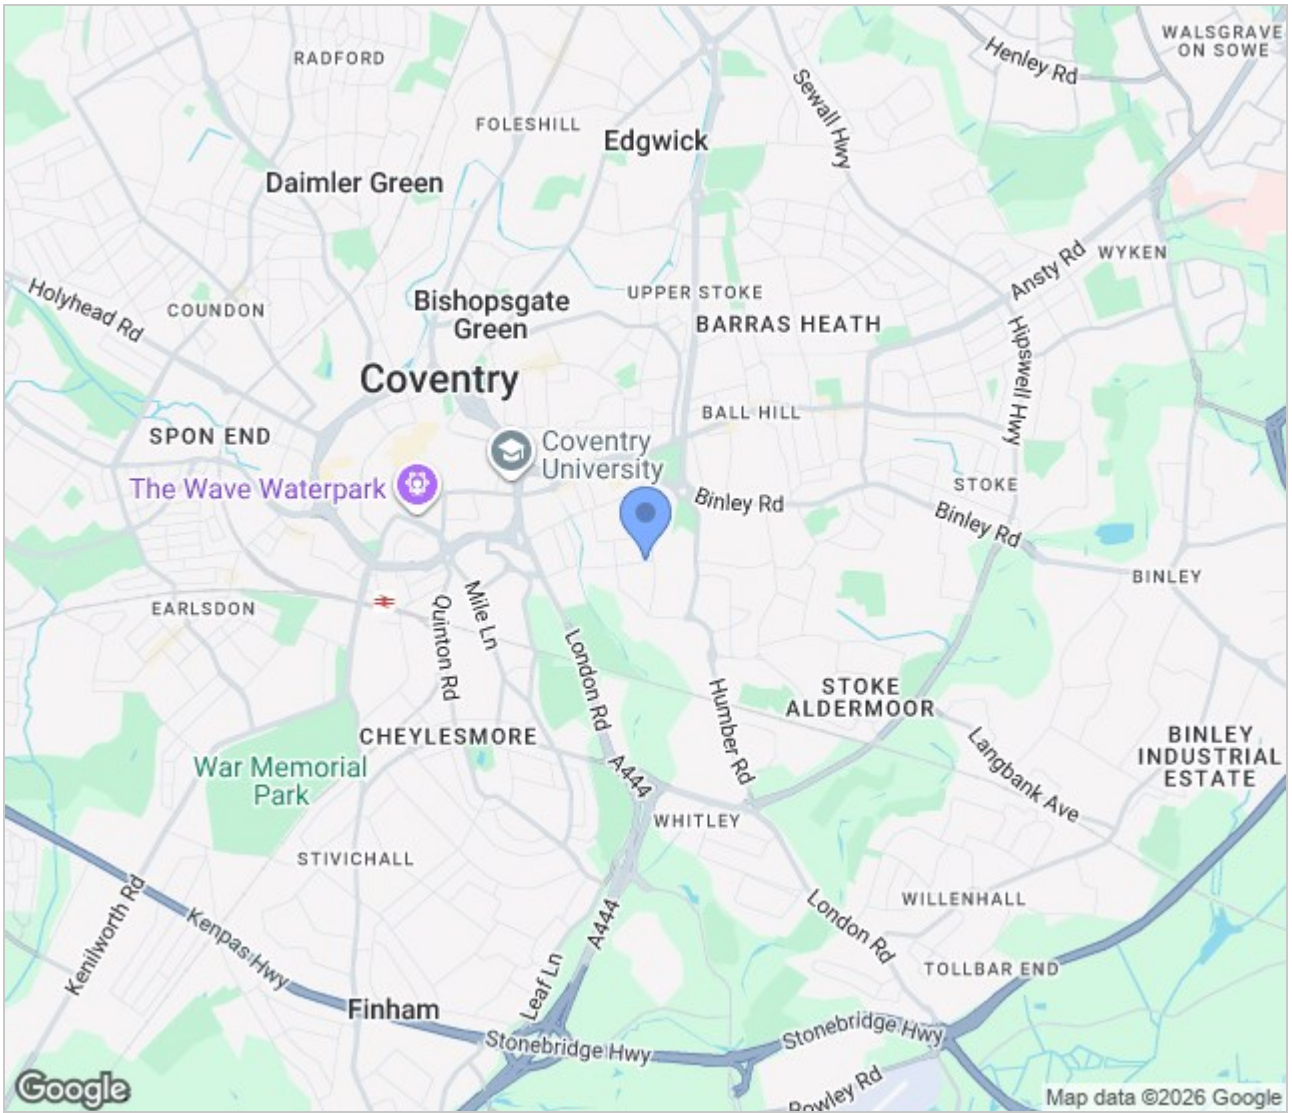 WALSGRAVE
ON SOWE
Henley Rd
RADFORD
Sewall Hwy
FOLESHILL
Edgwick
Daimler Green
WYKEN
Ansty Rd
Holyhead Rd
COUNDON
Bishopsgate
Green
UPPER STOKE
BARRAS HEATH
Hipswell Hwy
Coventry
BALL HILL
SPON END
Coventry
University
The Wave Waterpark
STOKE
Binley Rd
Binley Rd
BINLEY
EARLSDON
Mile Ln
Quinton Rd
London Rd
Humber Rd
STOKE
ALDERMOOR
CHEYLESMORE
Langbank Ave
BINLEY
INDUSTRIAL
ESTATE
War Memorial
Park
A444
WHITLEY
STIVICHALL
WILLENHALL
Kenilworth Rd
Kenpas Hwy
A444
London Rd
TOLLBAR END
Leaf Ln
Finham
Stonebridge Hwy
Stonebridge Hwy
Rowley Rd
Google
Map data ©2026 Google